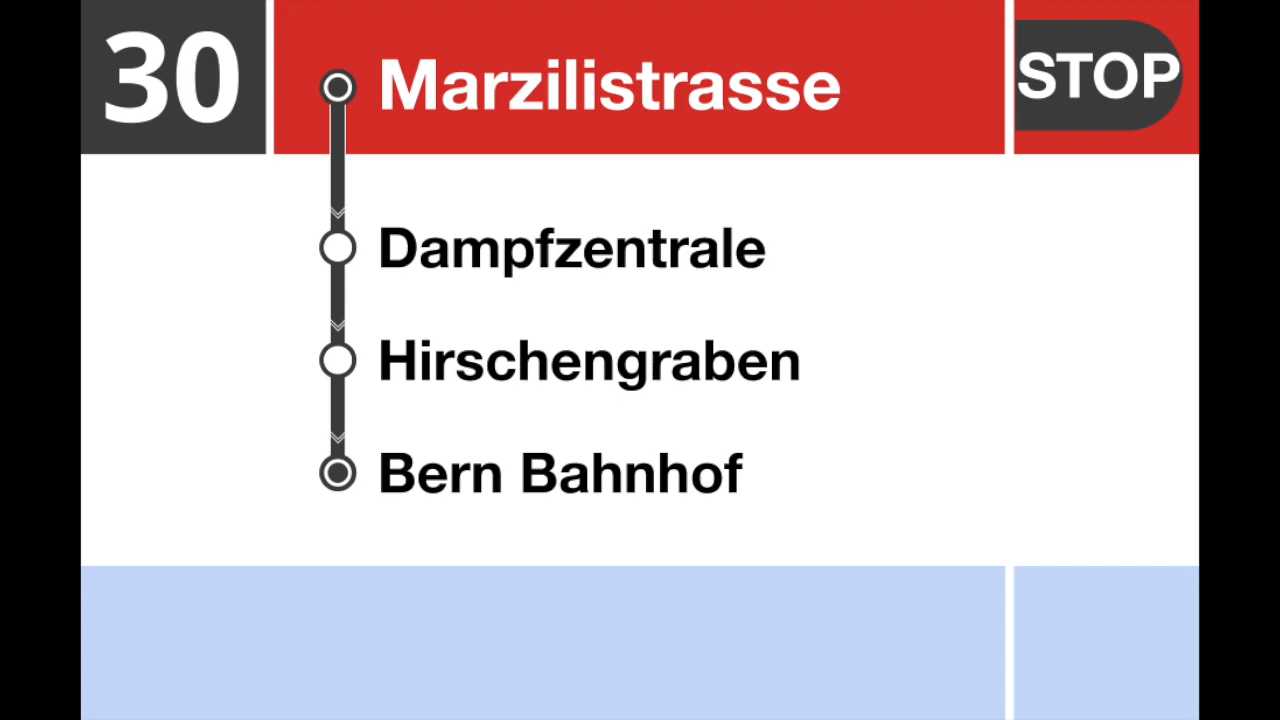 30
Marzilistrasse
STOP
Dampfzentrale
Hirschengraben
Bern Bahnhof